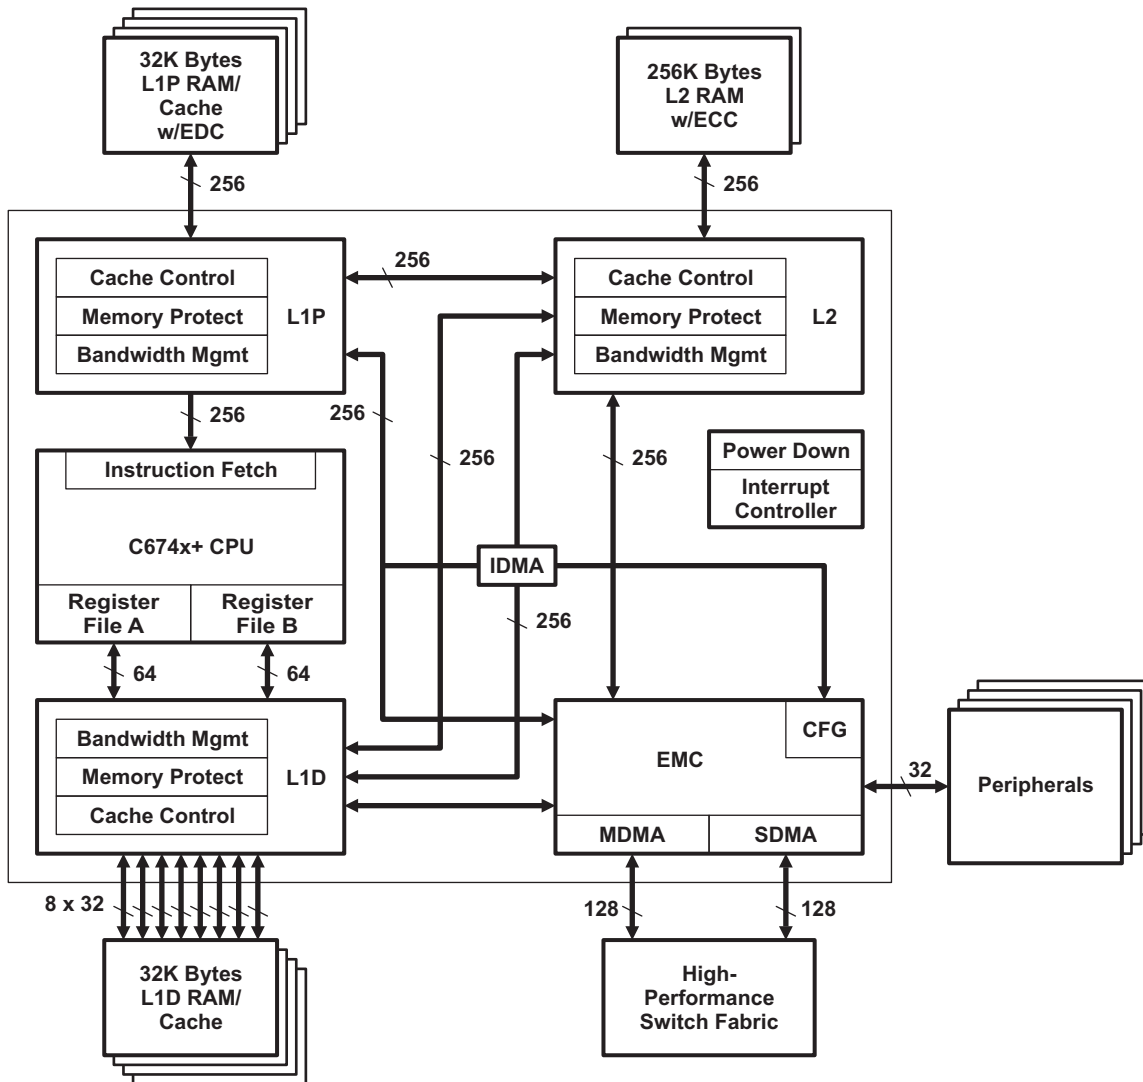 32K Bytes
L1P RAM/
Cache
w/EDC
256K Bytes
L2 RAM
w/ECC
256
256
Cache Control
Memory Protect
Bandwidth Mgmt
L1P
256
Cache Control
Memory Protect
Bandwidth Mgmt
L2
256
256
256
256
Power Down
Interrupt
Controller
Instruction Fetch
C674x+ CPU
Register
File A
Register
File B
IDMA
256
64
64
Bandwidth Mgmt
Memory Protect
Cache Control
L1D
EMC
CFG
MDMA
SDMA
32
Peripherals
8 x 32
128
128
32K Bytes
L1D RAM/
Cache
High-
Performance
Switch Fabric